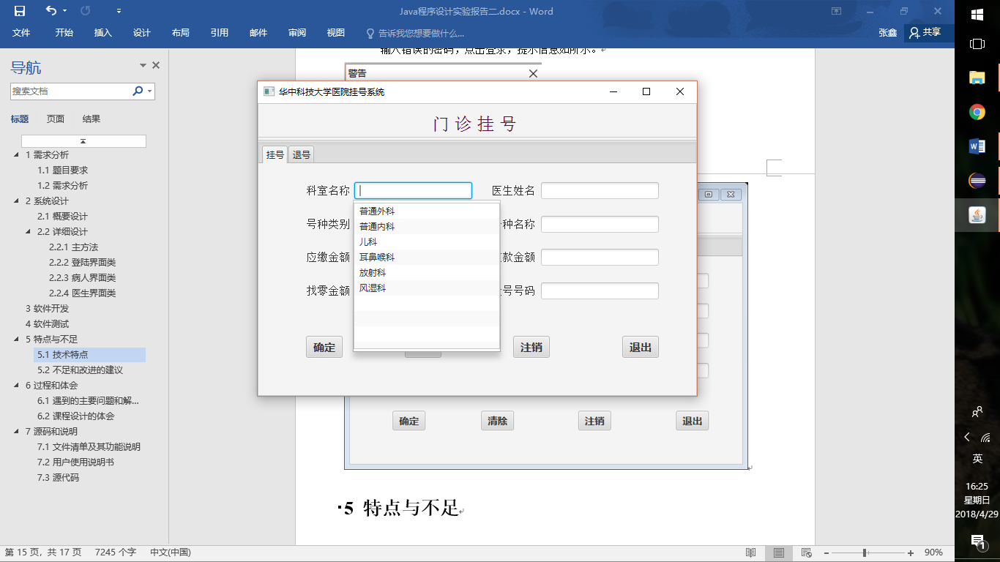 Java程序设计实验报告二.docx - Word
文件 开始 插入 设计 布局 引用 邮件 审阅 视图 告诉我您想要做什么... 张鑫 共享
导航
搜索文档
标题 页面 结果
1 需求分析
1.1 题目要求
1.2 需求分析
2 系统设计
2.1 概要设计
2.2 详细设计
2.2.1 主方法
2.2.2 登陆界面类
2.2.3 病人界面类
2.2.4 医生界面类
3 软件开发
4 软件测试
5 特点与不足
5.1 技术特点
5.2 不足和改进的建议
6 过程和体会
6.1 遇到的主要问题和解...
6.2 课程设计的体会
7 源码和说明
7.1 文件清单及其功能说明
7.2 用户使用说明书
7.3 源代码
输入错误的密码，点击登录，提示信息如所示。
警告
华中科技大学医院挂号系统
门诊挂号
挂号 退号
科室名称 医生姓名
普通外科
号种类别 种名称
普通内科
儿科
应缴金额 耳鼻喉科 款金额
放射科
找零金额 风湿科 号号码
确定 注销 退出
确定 清除 注销 退出
5 特点与不足
第 15 页，共 17 页 7245 个字 中文(中国) 90%
英
16:25
星期日
2018/4/29
1